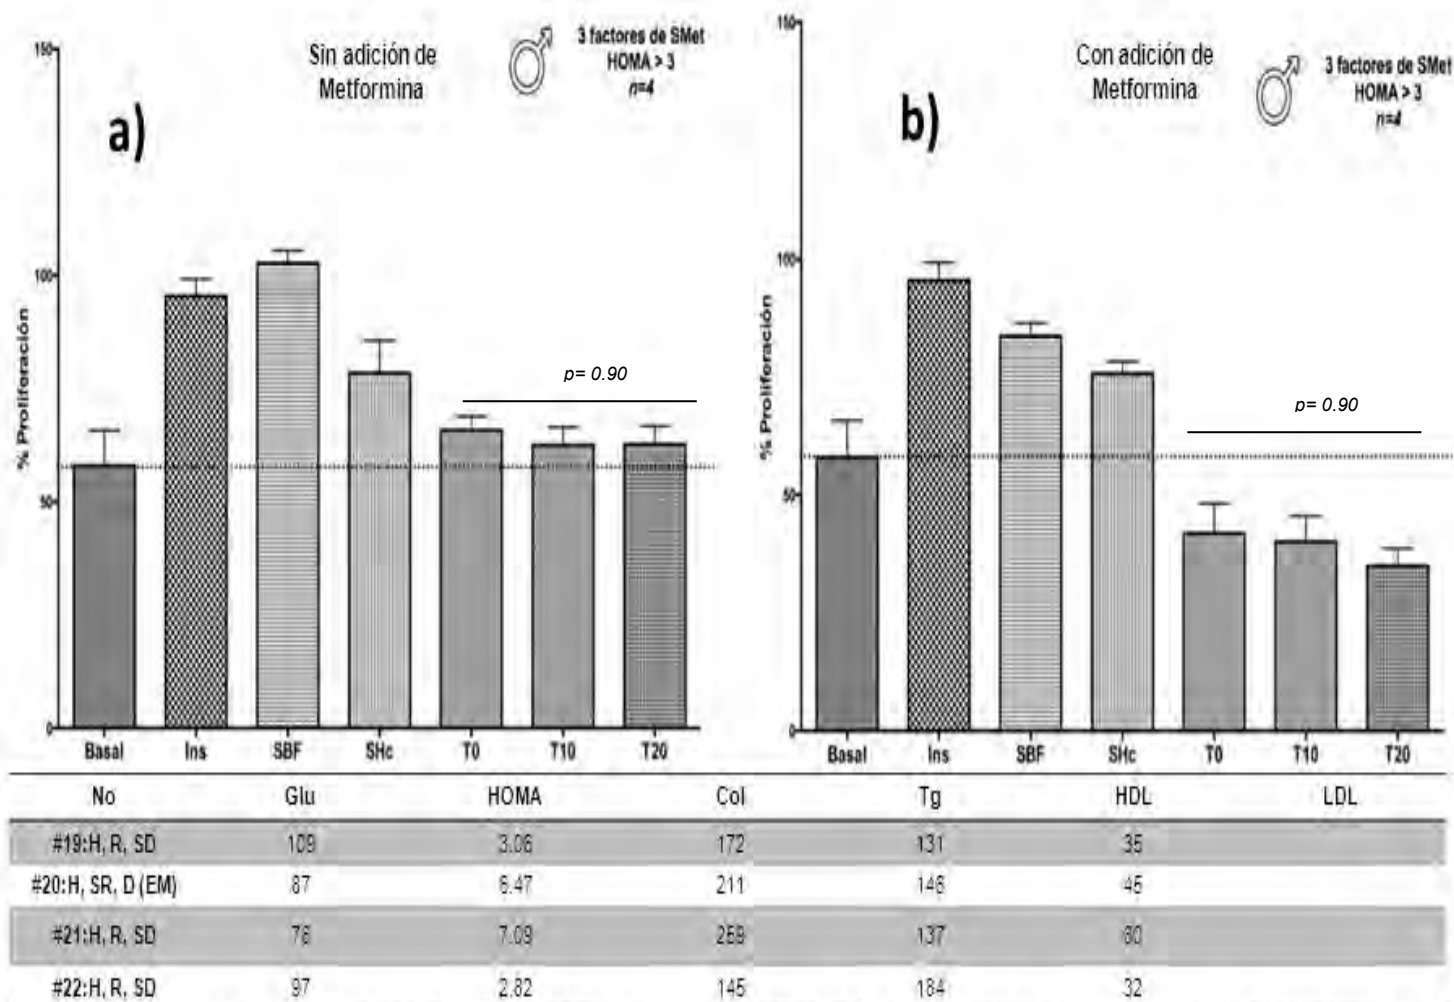 Sin adición de
Metformina
3 factores de SMet
HOMA > 3
n=4
a)
150
100
50
0
% Proliferación
p= 0.90
Basal Ins SBF SHc T0 T10 T20
Con adición de
Metformina
3 factores de SMet
HOMA > 3
n=4
b)
150
100
50
0
% Proliferación
p= 0.90
Basal Ins SBF SHc T0 T10 T20
No Glu HOMA Col Tg HDL LDL
#19:H, R, SD 109 3.06 172 131 35
#20:H, SR, D (EM) 87 6.47 211 146 45
#21:H, R, SD 7.09 137
#22:H, R, SD 97 2.82 145 184 32